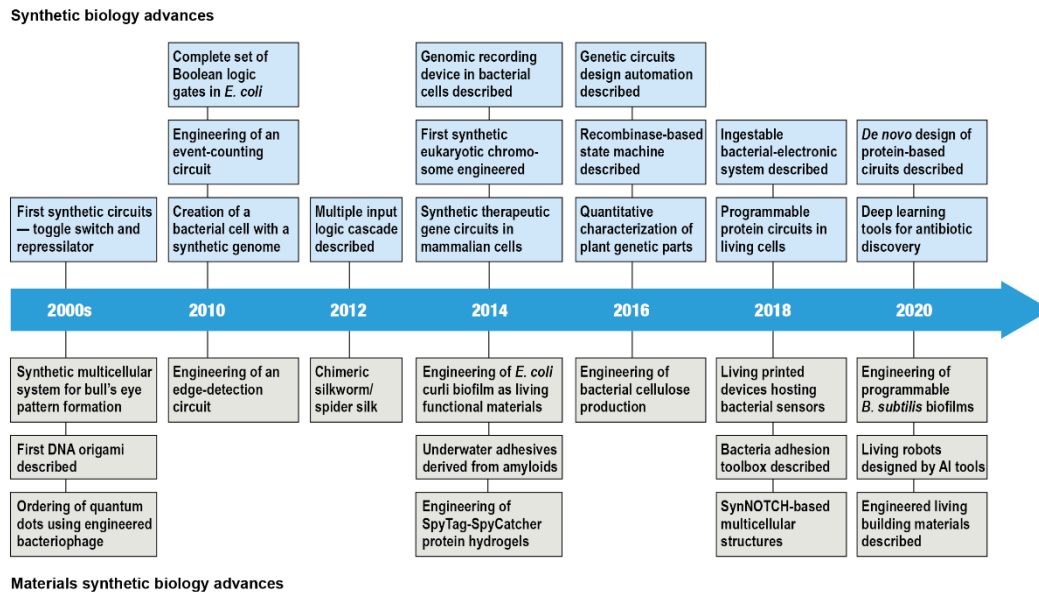 Synthetic biology advances
Complete set of
Boolean logic
gates in E. coli
Genomic recording
device in bacterial
cells described
Genetic circuits
design automation
described
Engineering of an
event-counting
circuit
First synthetic
eukaryotic chromo-
some engineered
Recombinase-based
state machine
described
Ingestable
bacterial-electronic
system described
De novo design of
protein-based
ciruits described
First synthetic circuits
— toggle switch and
repressilator
Creation of a
bacterial cell with a
synthetic genome
Multiple input
logic cascade
described
Synthetic therapeutic
gene circuits in
mammalian cells
Quantitative
characterization of
plant genetic parts
Programmable
protein circuits in
living cells
Deep learning
tools for antibiotic
discovery
2000s
2010
2012
2014
2016
2018
2020
Synthetic multicellular
system for bull’s eye
pattern formation
Engineering of an
edge-detection
circuit
Chimeric
silkworm/
spider silk
Engineering of E. coli
curli biofilm as living
functional materials
Engineering of
bacterial cellulose
production
Living printed
devices hosting
bacterial sensors
Engineering of
programmable
B. subtilis biofilms
First DNA origami
described
Underwater adhesives
derived from amyloids
Bacteria adhesion
toolbox described
Living robots
designed by AI tools
Ordering of quantum
dots using engineered
bacteriophage
Engineering of
SpyTag-SpyCatcher
protein hydrogels
SynNOTCH-based
multicellular
structures
Engineered living
building materials
described
Materials synthetic biology advances